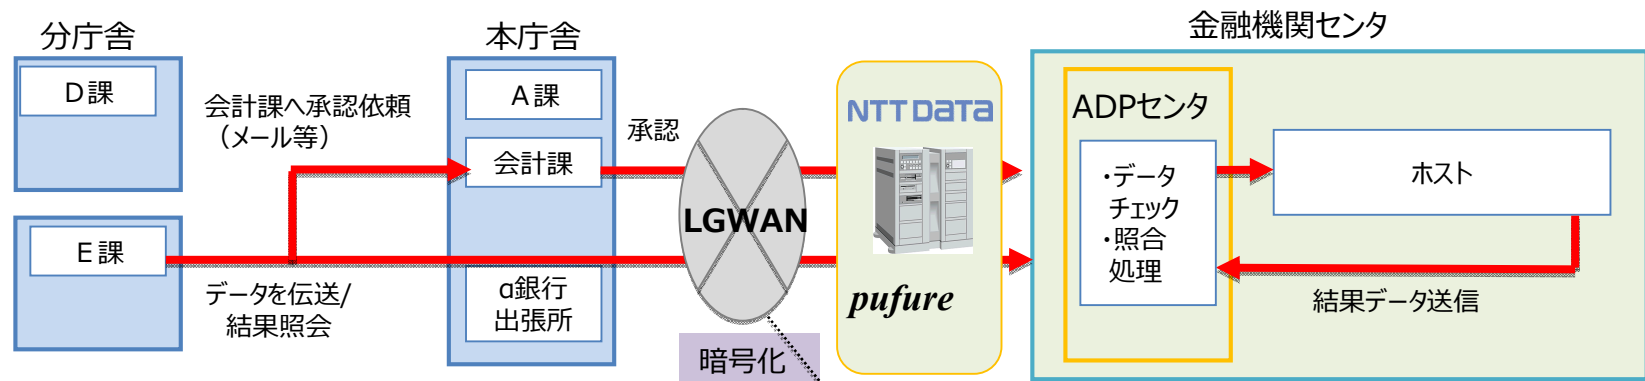 分庁舎
本庁舎
金融機関センタ
D課
会計課へ承認依頼
（メール等）
A課
承認
会計課
NTT DATA
ADPセンタ
・データ
チェック
・照合
処理
ホスト
LGWAN
E課
データを伝送/
結果照会
α銀行
出張所
pufure
結果データ送信
暗号化